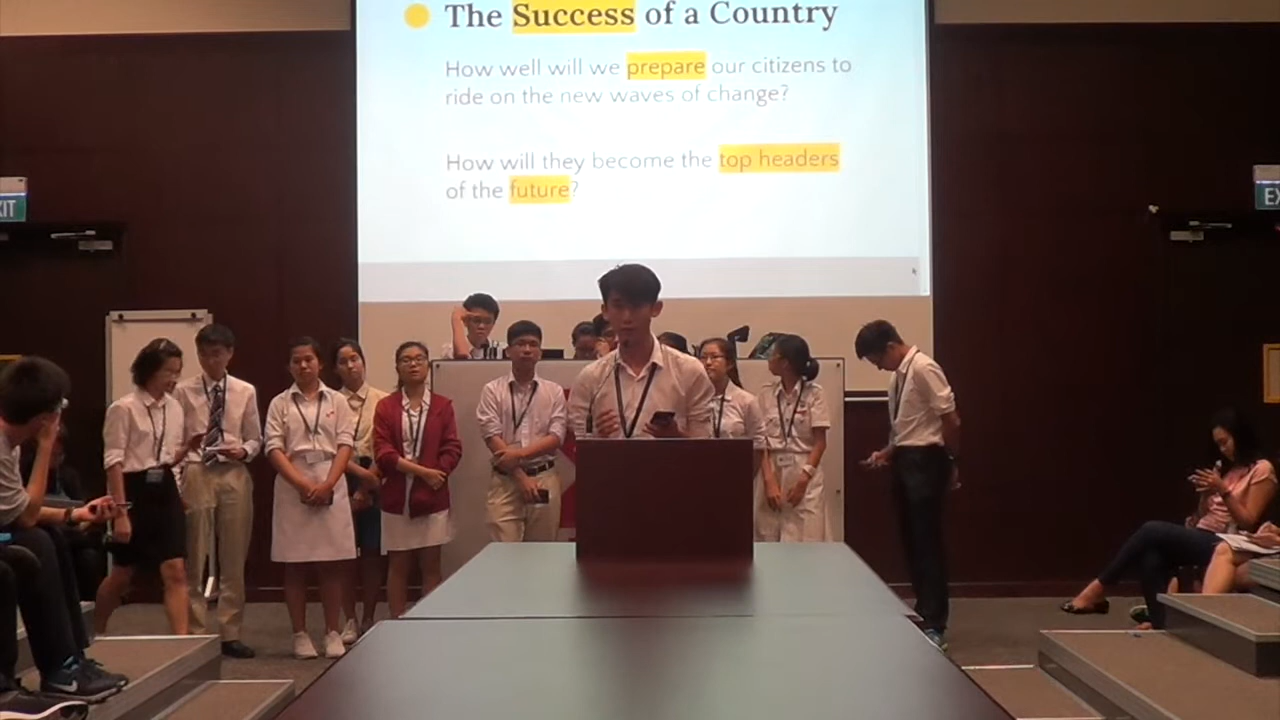 The Success of a Country
How well will we prepare our citizens to
ride on the new waves of change?
How will they become the top headers
of the future?